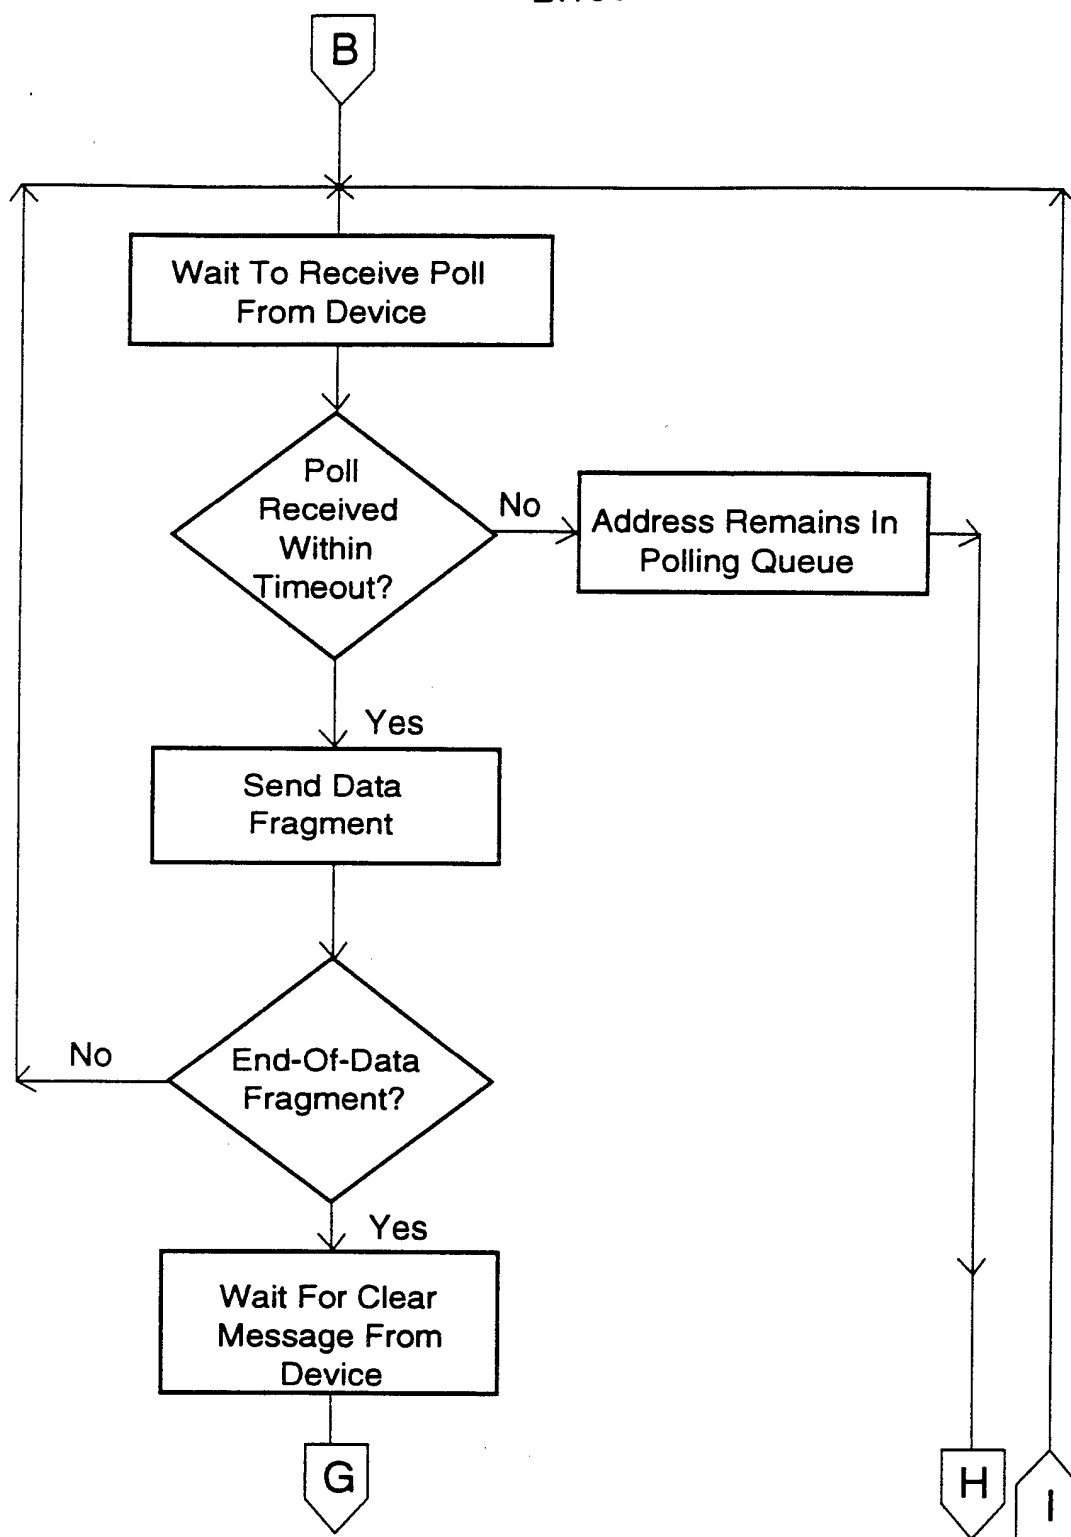 B
Wait To Receive Poll
From Device
Poll
Received
Within
Timeout?
No
Address Remains In
Polling Queue
Yes
Send Data
Fragment
No
End-Of-Data
Fragment?
Yes
Wait For Clear
Message From
Device
G
H
I